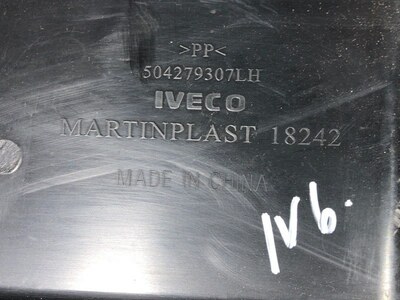 >PP<
504279307LH
IVECO
MARTINPLAST 18242
MADE IN CHINA
IV6.